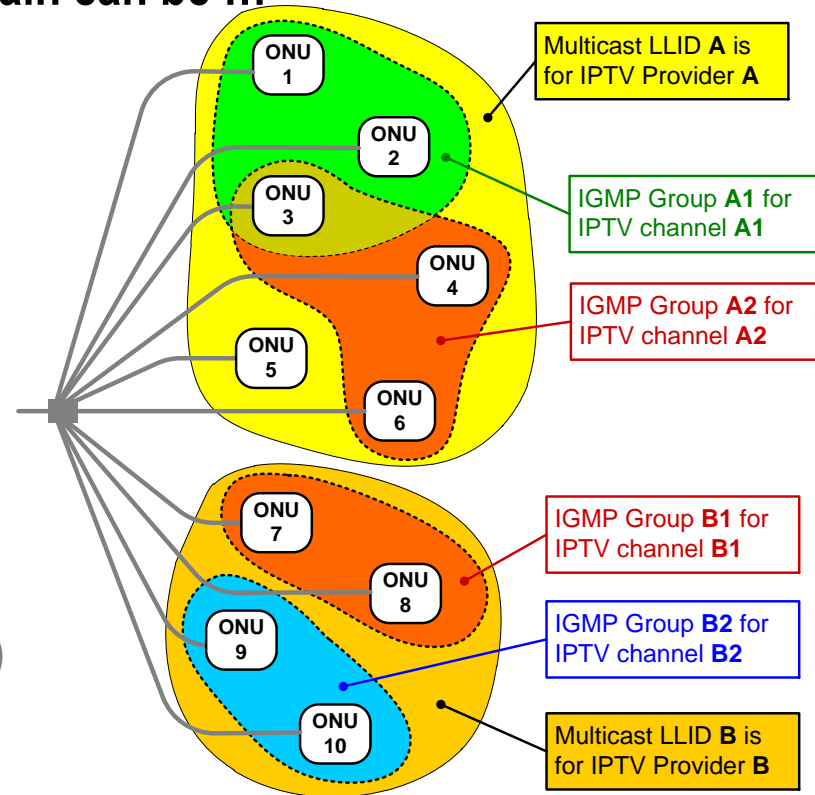 can be
ONU
1
ONU
2
ONU
3
ONU
4
ONU
5
ONU
6
ONU
7
ONU
8
ONU
9
ONU
10
Multicast LLID A is
for IPTV Provider A
IGMP Group A1 for
IPTV channel A1
IGMP Group A2 for
IPTV channel A2
IGMP Group B1 for
IPTV channel B1
IGMP Group B2 for
IPTV channel B2
Multicast LLID B is
for IPTV Provider B